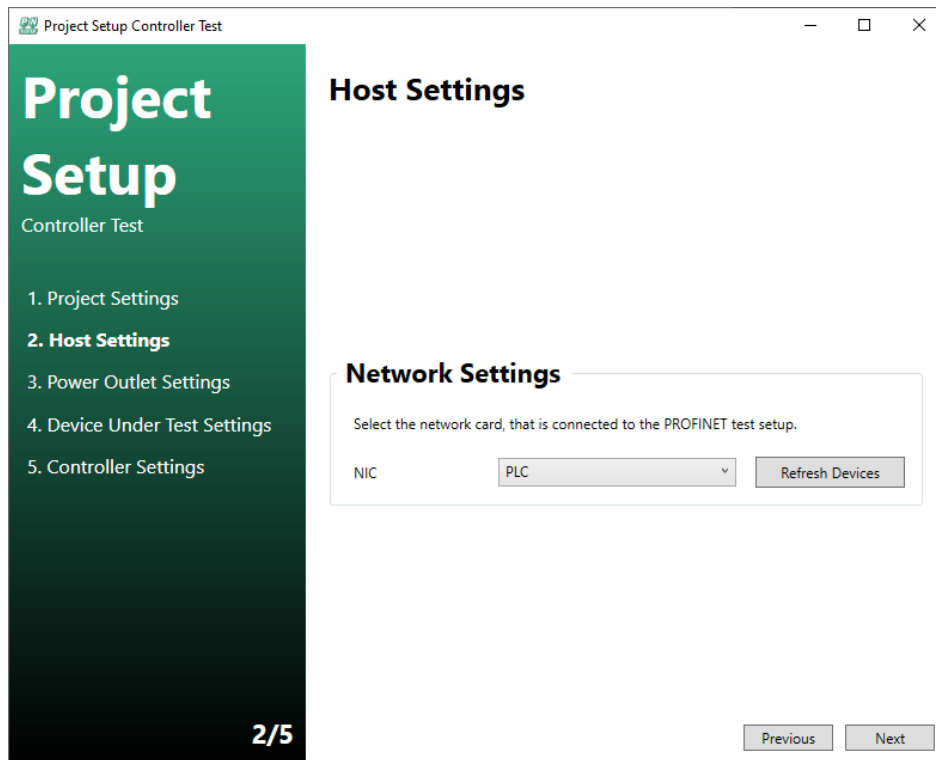 Project Setup Controller Test
Project
Setup
Controller Test
1. Project Settings
2. Host Settings
3. Power Outlet Settings
4. Device Under Test Settings
5. Controller Settings
2/5
Host Settings
Network Settings
Select the network card, that is connected to the PROFINET test setup.
NIC
PLC
Refresh Devices
Previous
Next